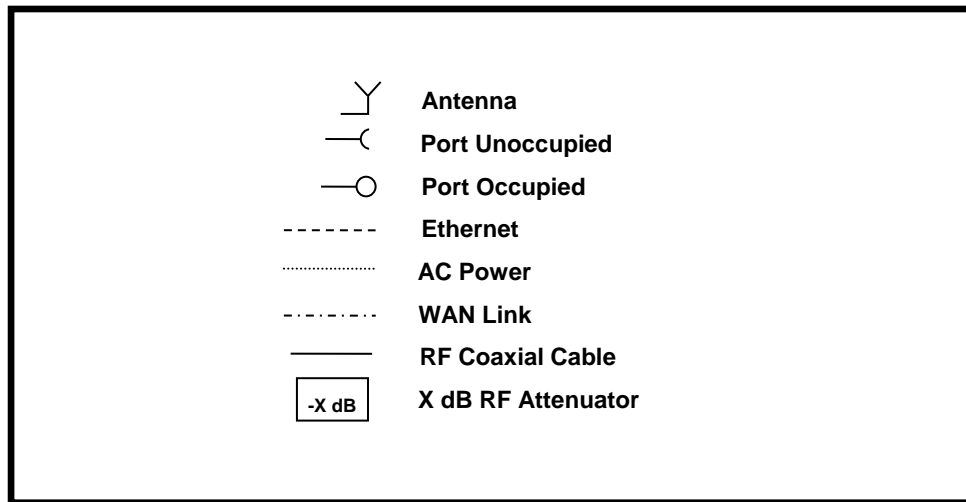 Antenna
Port Unoccupied
Port Occupied
Ethernet
AC Power
WAN Link
RF Coaxial Cable
-X dB X dB RF Attenuator